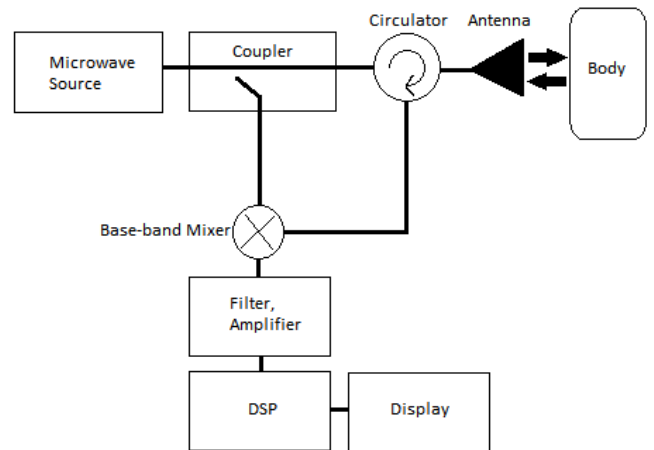 Circulator
Antenna
Coupler
Microwave
Source
Body
Base-band Mixer
Filter,
Amplifier
DSP
Display